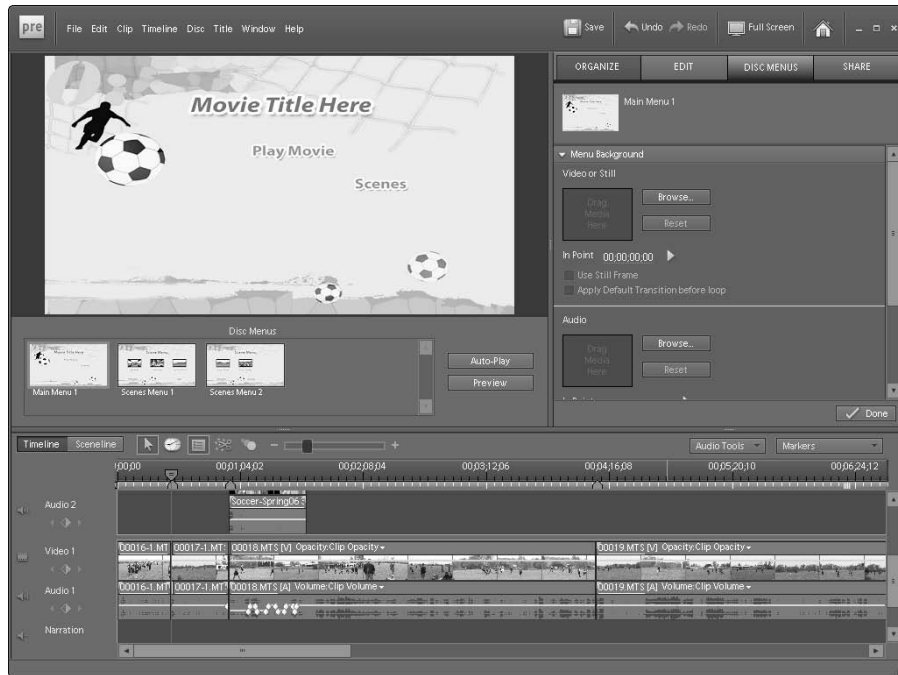 pre File Edit Clip Timeline Disc Title Window Help Save Undo Redo Full Screen
Movie Title Here
Play Movie
Scenes
ORGANIZE EDIT DISC MENUS SHARE
Main Menu 1
Menu Background
Video or Still
Drag Media Here
Browse...
Reset
In Point 00;00;00;00
Use Still Frame
Apply Default Transition before loop
Audio
Drag Media Here
Browse...
Reset
Done
Disc Menus
Main Menu 1 Scenes Menu 1 Scenes Menu 2
Auto-Play
Preview
Timeline Sceneline Audio Tools Markers
00;01;04;02 00;02;08;04 00;03;12;06 00;04;16;08 00;05;20;10 00;06;24;12
Audio 2
Soccer-Spring06
Video 1
00016-1.MT 00017-1.MT 00018.MTS [V] Opacity:Clip Opacity 00019.MTS [V] Opacity:Clip Opacity
Audio 1
00016-1.MT 00017-1.MT 00018.MTS [A] Volume:Clip Volume 00019.MTS [A] Volume:Clip Volume
Narration